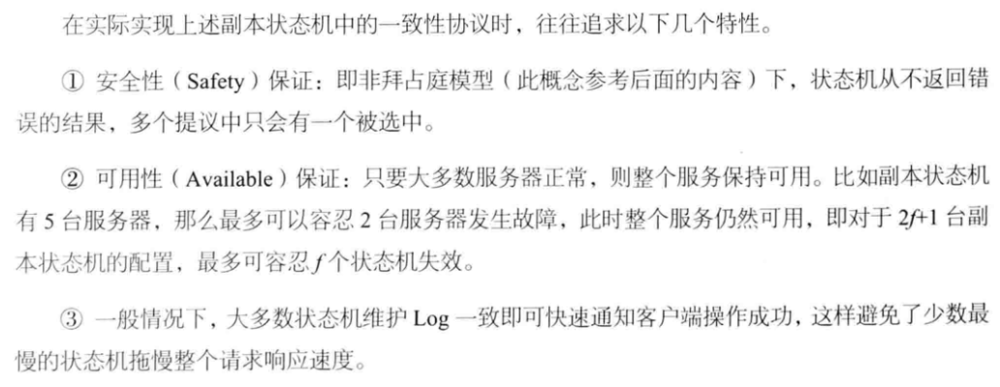 在实际实现上述副本状态机中的一致性协议时，往往追求以下几个特性。
① 安全性（Safety）保证：即非拜占庭模型（此概念参考后面的内容）下，状态机从不返回错
误的结果，多个提议中只会有一个被选中。
② 可用性（Available）保证：只要大多数服务器正常，则整个服务保持可用。比如副本状态机
有 5 台服务器，那么最多可以容忍 2 台服务器发生故障，此时整个服务仍然可用，即对于 2f+1 台副
本状态机的配置，最多可容忍 f 个状态机失效。
③ 一般情况下，大多数状态机维护 Log 一致即可快速通知客户端操作成功，这样避免了少数最
慢的状态机拖慢整个请求响应速度。